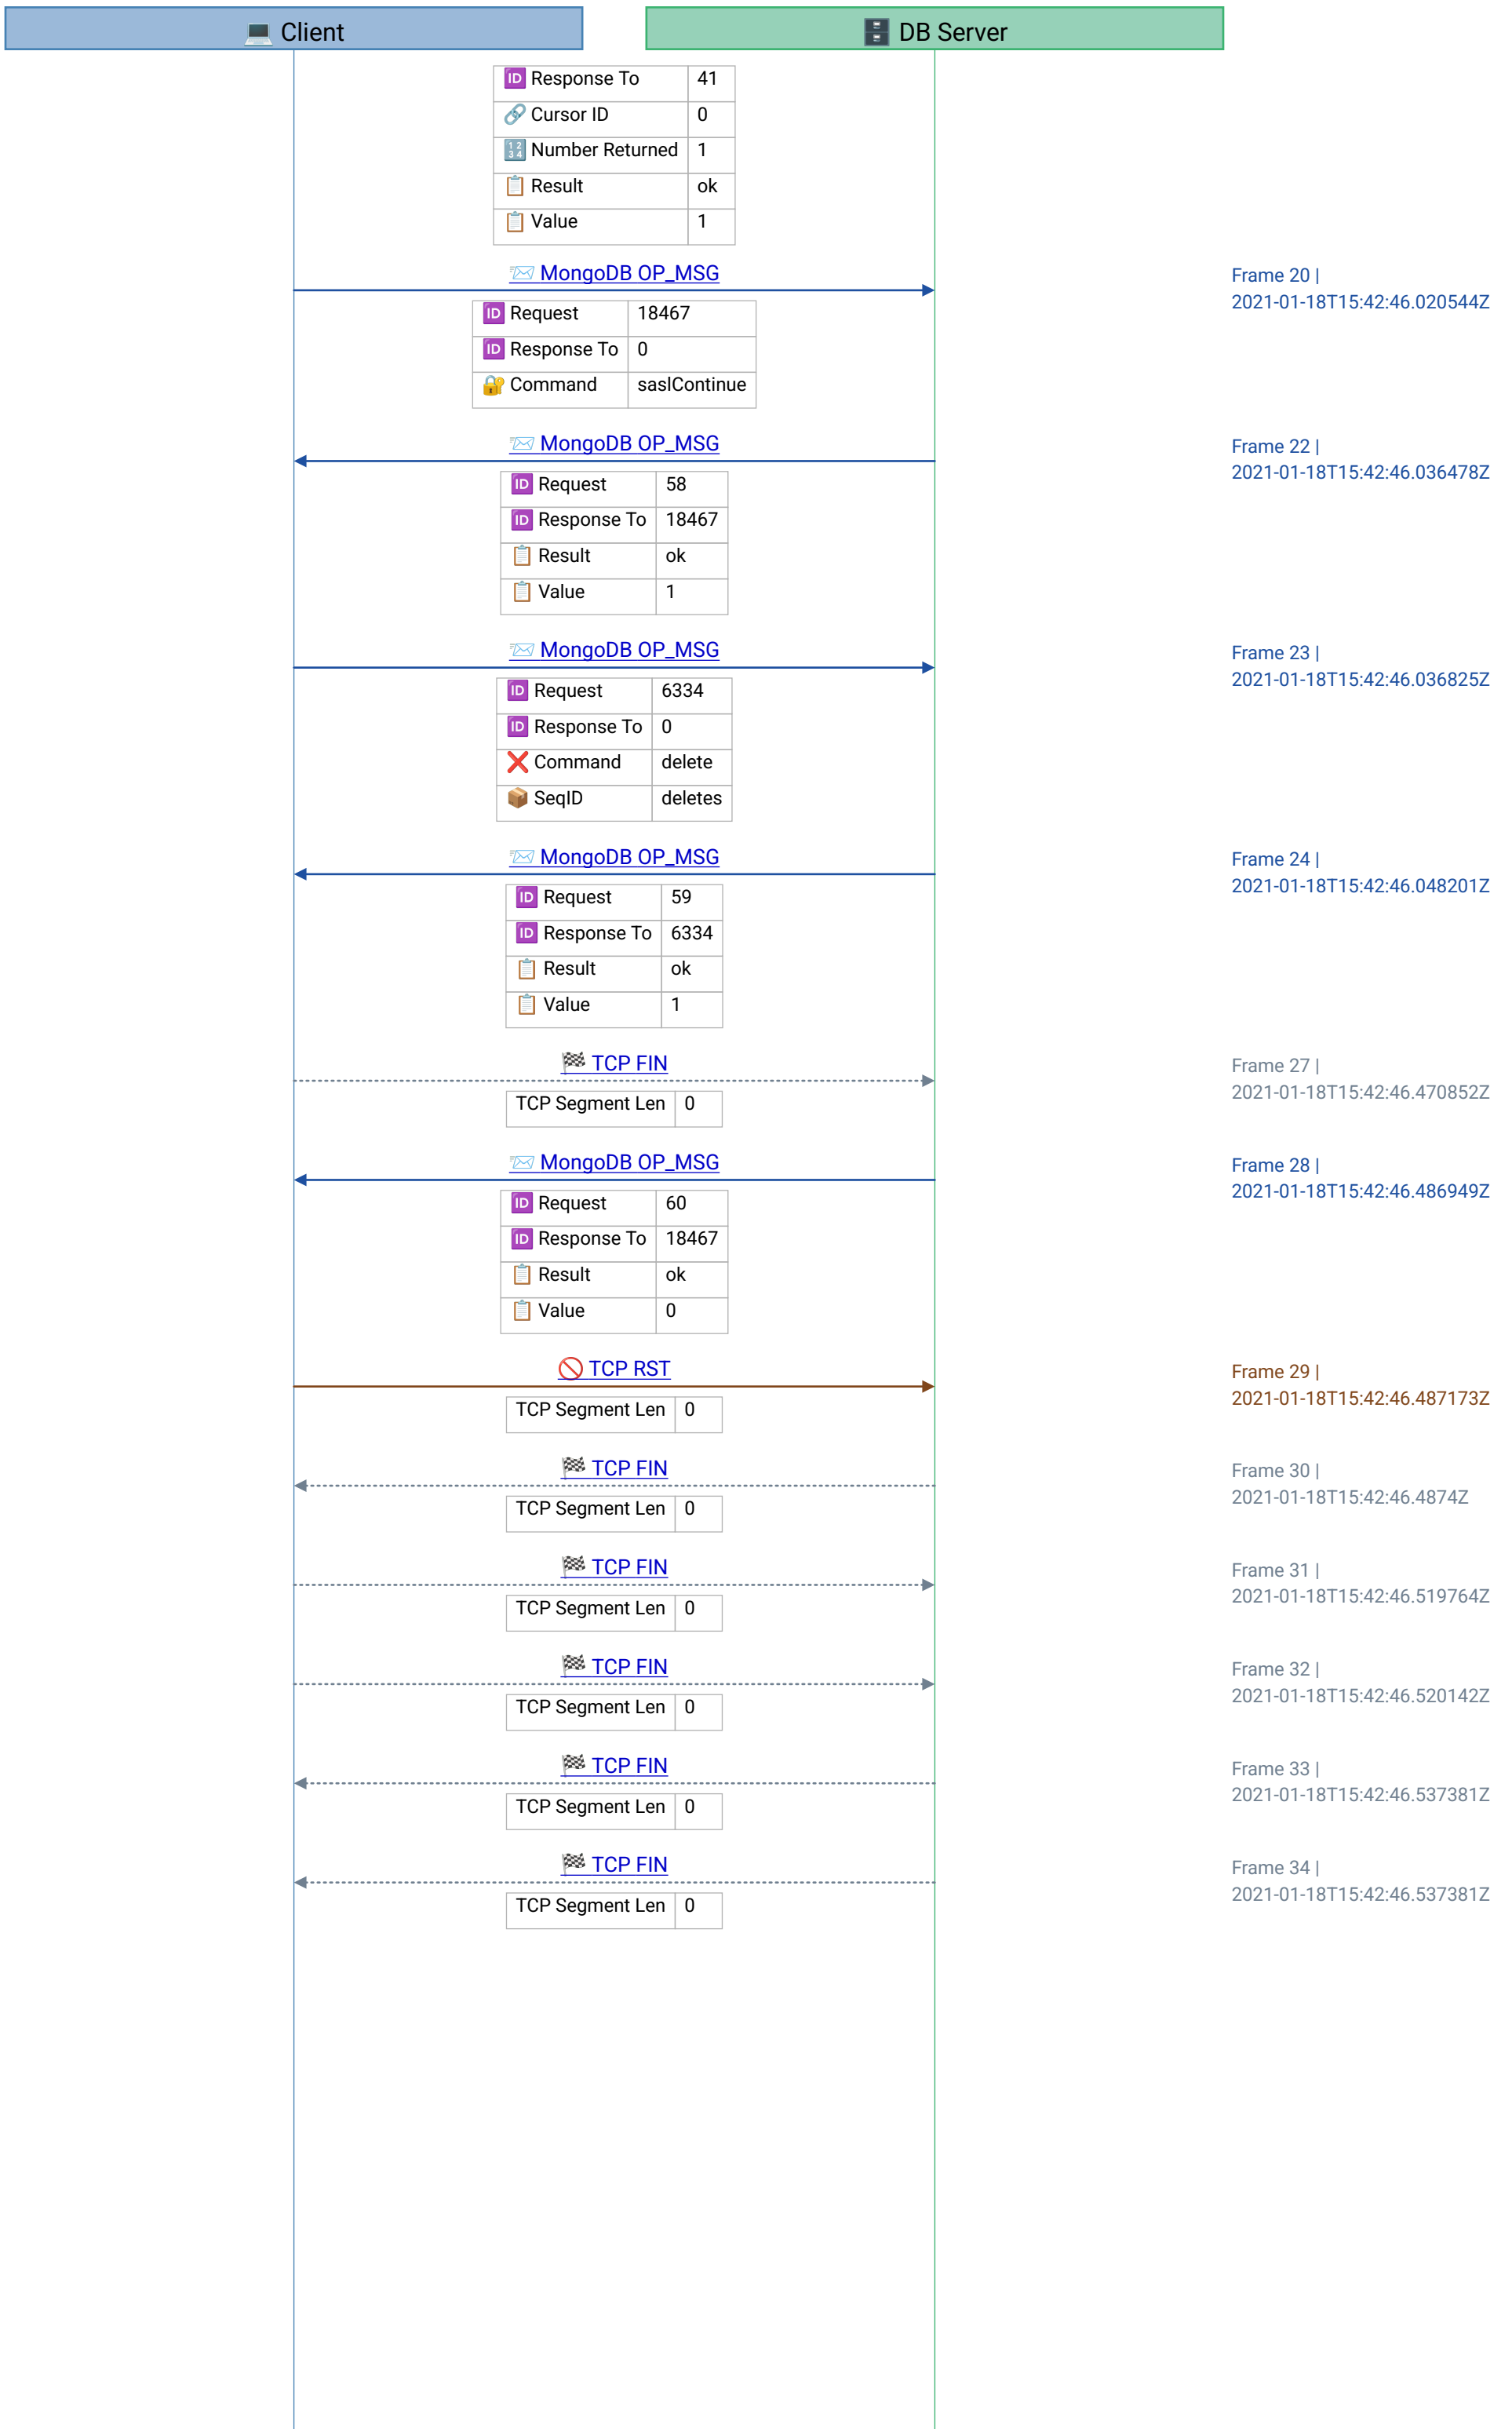 Client
DB Server
Response To 41
Cursor ID 0
Number Returned 1
Result ok
Value 1
MongoDB OP_MSG
Frame 20 |
2021-01-18T15:42:46.020544Z
Request 18467
Response To 0
Command saslContinue
MongoDB OP_MSG
Frame 22 |
2021-01-18T15:42:46.036478Z
Request 58
Response To 18467
Result ok
Value 1
MongoDB OP_MSG
Frame 23 |
2021-01-18T15:42:46.036825Z
Request 6334
Response To 0
Command delete
SeqID deletes
MongoDB OP_MSG
Frame 24 |
2021-01-18T15:42:46.048201Z
Request 59
Response To 6334
Result ok
Value 1
TCP FIN
Frame 27 |
2021-01-18T15:42:46.470852Z
TCP Segment Len 0
MongoDB OP_MSG
Frame 28 |
2021-01-18T15:42:46.486949Z
Request 60
Response To 18467
Result ok
Value 0
TCP RST
Frame 29 |
2021-01-18T15:42:46.487173Z
TCP Segment Len 0
TCP FIN
Frame 30 |
2021-01-18T15:42:46.4874Z
TCP Segment Len 0
TCP FIN
Frame 31 |
2021-01-18T15:42:46.519764Z
TCP Segment Len 0
TCP FIN
Frame 32 |
2021-01-18T15:42:46.520142Z
TCP Segment Len 0
TCP FIN
Frame 33 |
2021-01-18T15:42:46.537381Z
TCP Segment Len 0
TCP FIN
Frame 34 |
2021-01-18T15:42:46.537381Z
TCP Segment Len 0